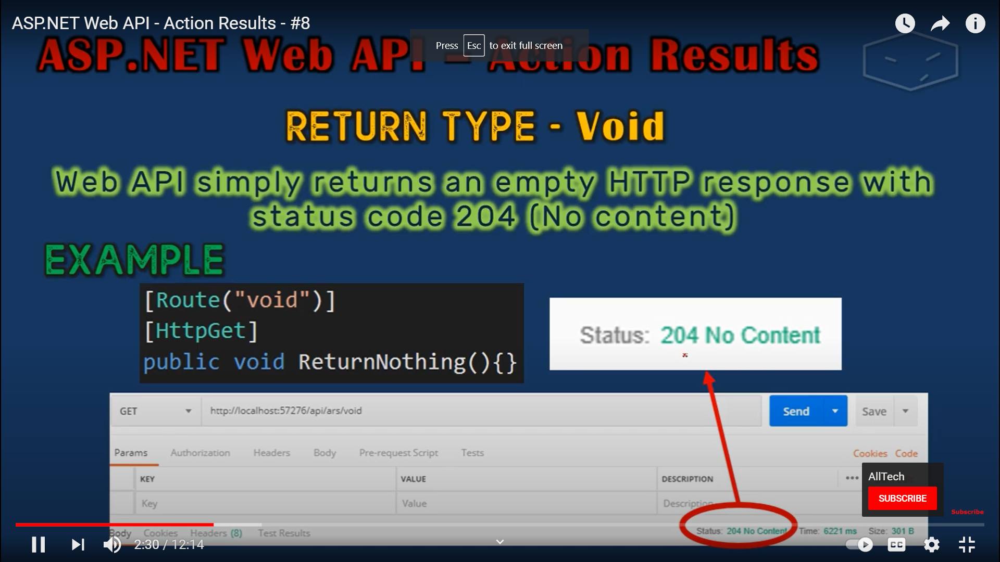 ASP.NET Web API - Action Results - #8
Press Esc to exit full screen
ASP.NET Web API – Action Results
RETURN TYPE - Void
Web API simply returns an empty HTTP response with
status code 204 (No content)
EXAMPLE
[Route("void")]
[HttpGet]
public void ReturnNothing(){}
Status: 204 No Content
GET http://localhost:57276/api/ars/void Send Save
Params Authorization Headers Body Pre-request Script Tests Cookies Code
KEY VALUE DESCRIPTION •••
Key Value Description
AllTech
SUBSCRIBE
Subscribe
Body Cookies Headers (8) Test Results Status: 204 No Content Time: 6221 ms Size: 301 B
2:30 / 12:14
CC